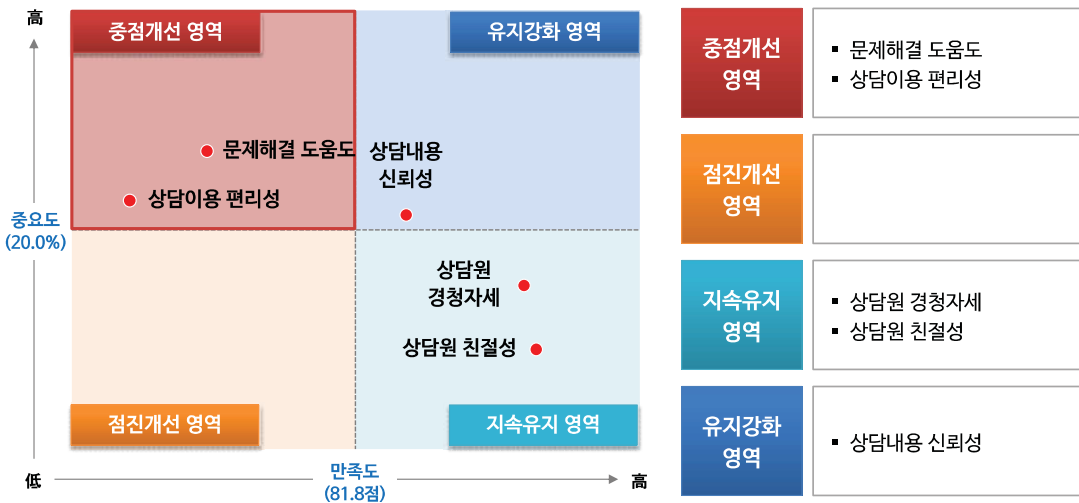 高
중점개선 영역
유지강화 영역
문제해결 도움도
상담내용
신뢰성
상담이용 편리성
중요도
(20.0%)
상담원
경청자세
상담원 친절성
점진개선 영역
지속유지 영역
低
만족도
(81.8점)
高
중점개선
영역
▪ 문제해결 도움도
▪ 상담이용 편리성
점진개선
영역
지속유지
영역
▪ 상담원 경청자세
▪ 상담원 친절성
유지강화
영역
▪ 상담내용 신뢰성